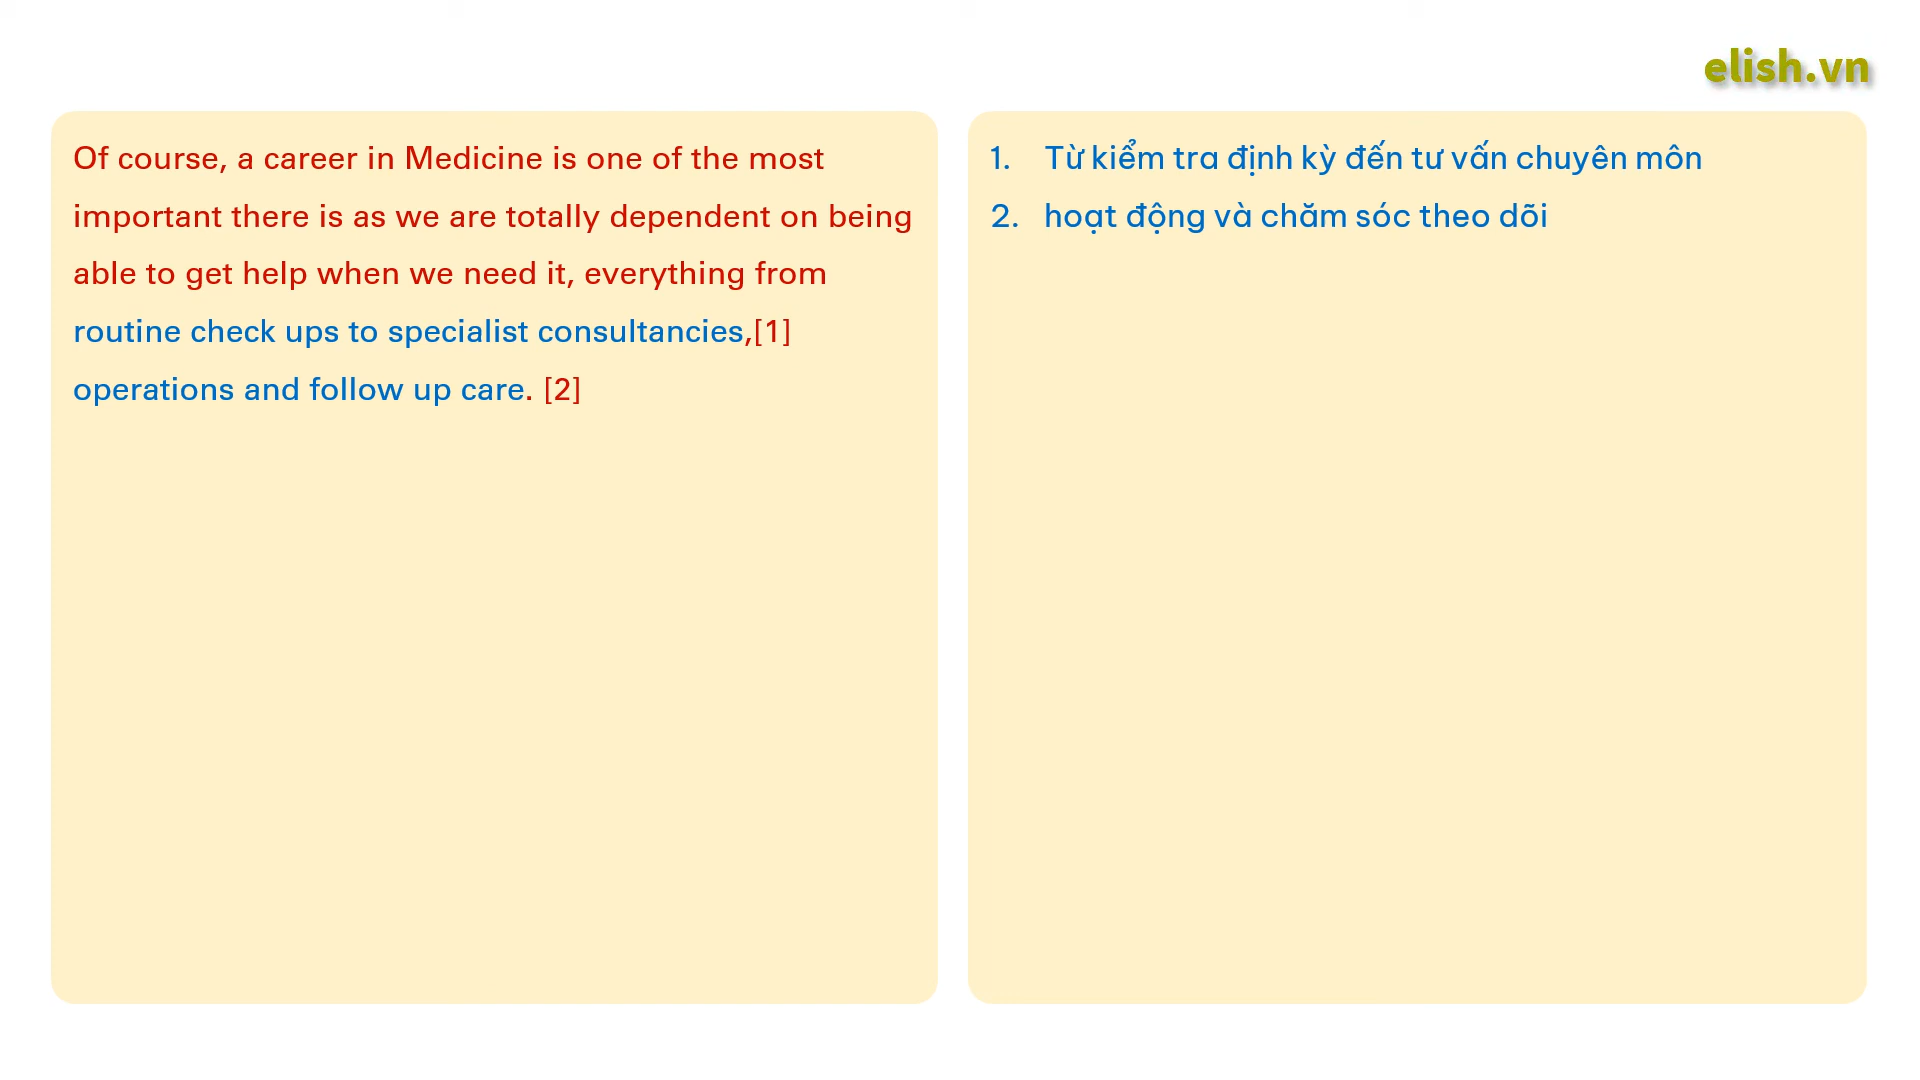 elish.vn
Of course, a career in Medicine is one of the most
important there is as we are totally dependent on being
able to get help when we need it, everything from
routine check ups to specialist consultancies,[1]
operations and follow up care. [2]
1. Từ kiểm tra định kỳ đến tư vấn chuyên môn
2. hoạt động và chăm sóc theo dõi